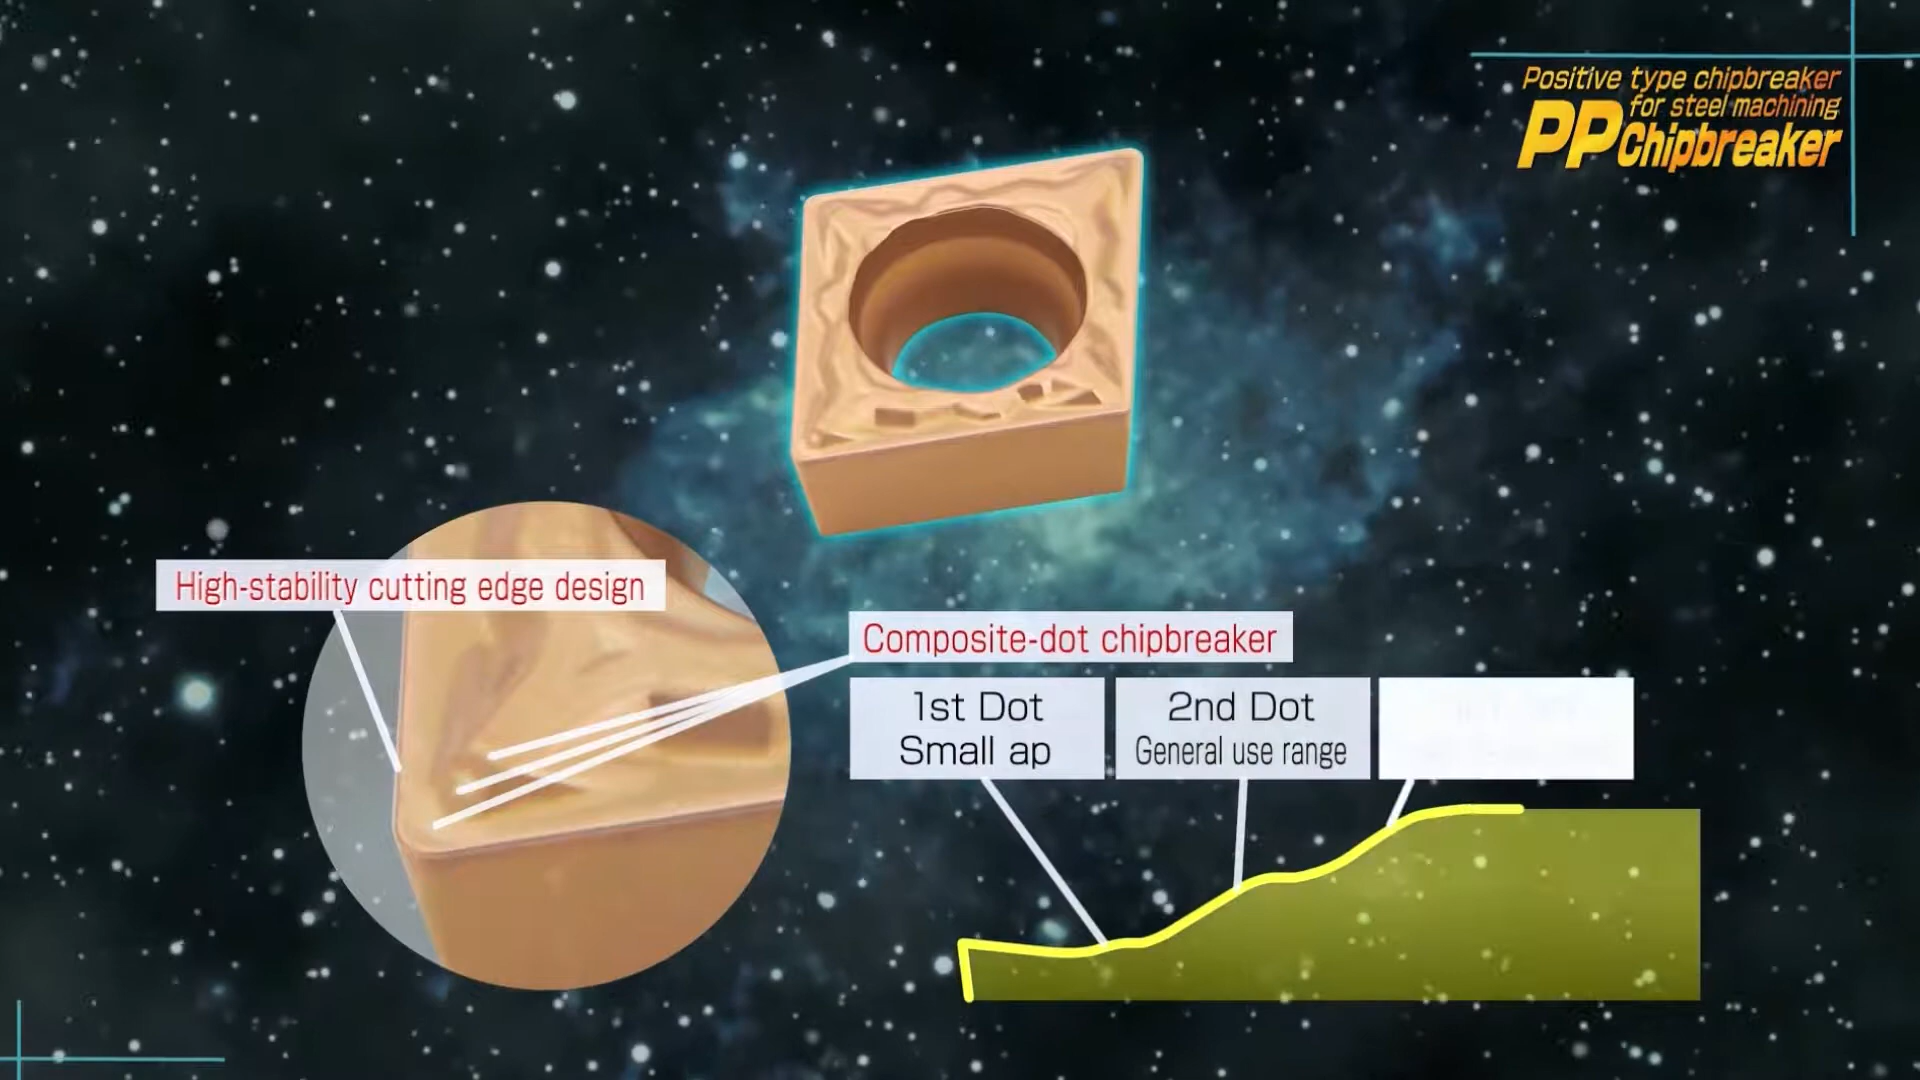 Positive type chipbreaker
for steel machining
PP Chipbreaker
High-stability cutting edge design
Composite-dot chipbreaker
1st Dot
Small ap
2nd Dot
General use range